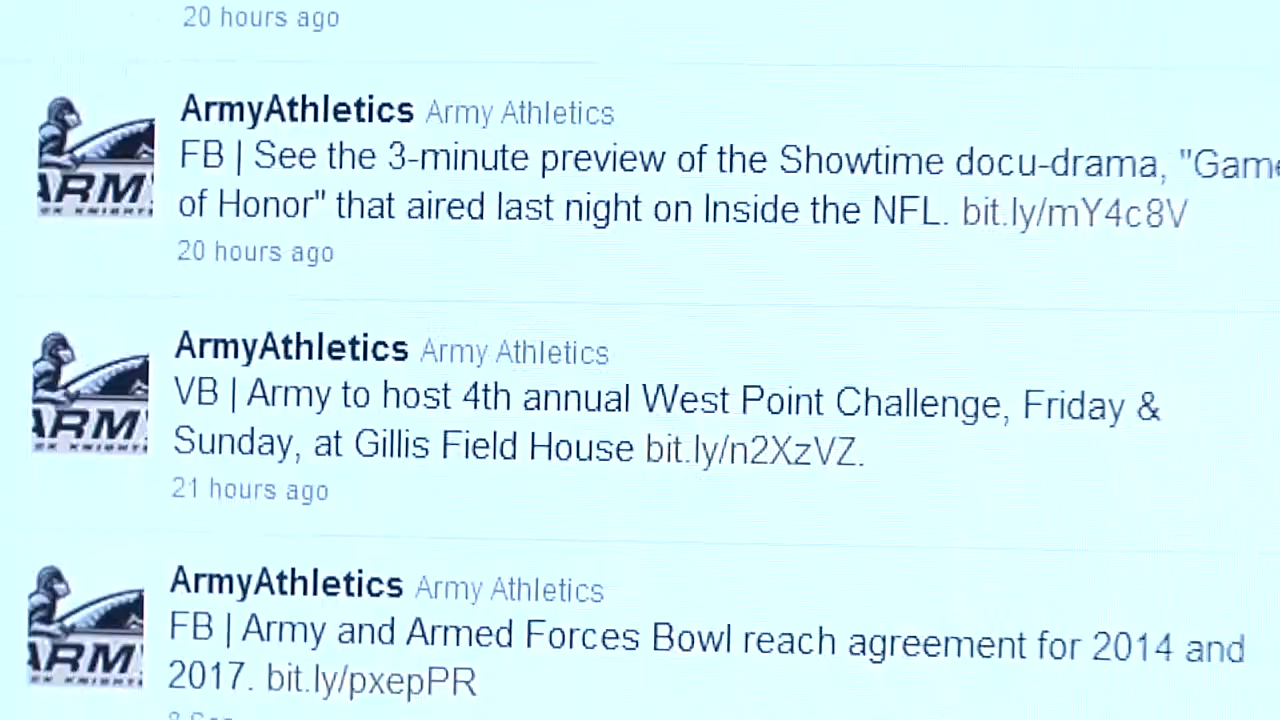 20 hours ago
ArmyAthletics Army Athletics
FB | See the 3-minute preview of the Showtime docu-drama, "Game
of Honor" that aired last night on Inside the NFL. bit.ly/mY4c8V
ARM
20 hours ago
ArmyAthletics Army Athletics
VB | Army to host 4th annual West Point Challenge, Friday &
Sunday, at Gillis Field House bit.ly/n2XzVZ.
ARM
21 hours ago
ArmyAthletics Army Athletics
FB | Army and Armed Forces Bowl reach agreement for 2014 and
2017. bit.ly/pxepPR
ARM